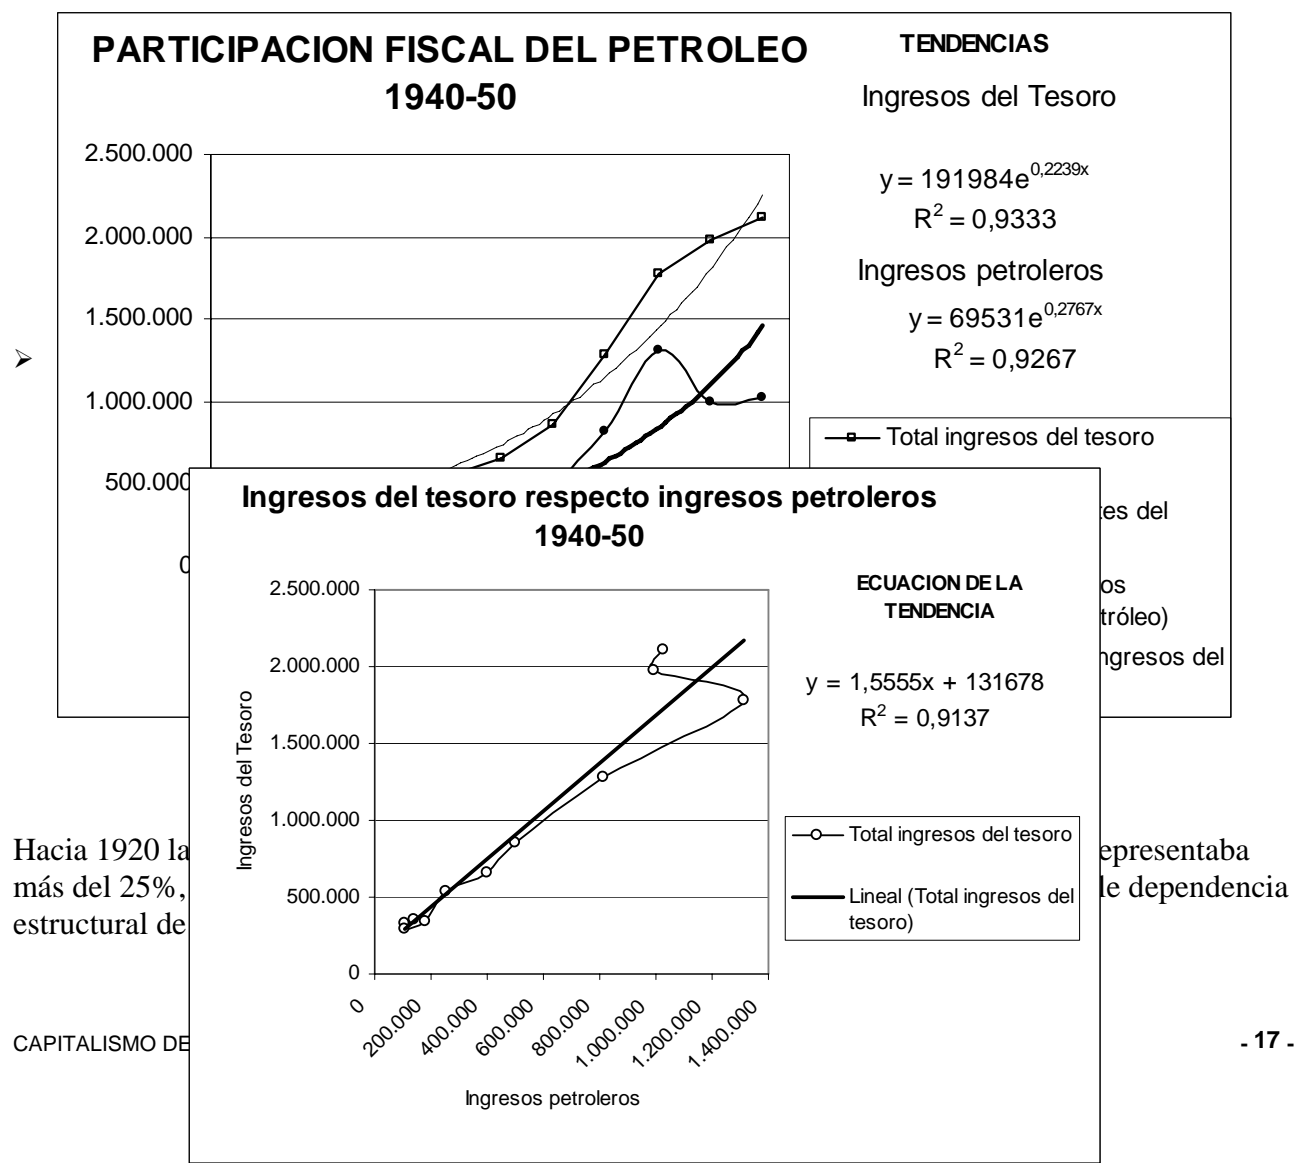 PARTICIPACION FISCAL DEL PETROLEO
1940-50
TENDENCIAS
Ingresos del Tesoro
y = 191984e^0,2239x
R² = 0,9333
Ingresos petroleros
y = 69531e^0,2767x
R² = 0,9267
2.500.000
2.000.000
1.500.000
1.000.000
500.000
0
Total ingresos del tesoro
tes del
os
tróleo)
ngresos del
Ingresos del tesoro respecto ingresos petroleros
1940-50
ECUACION DE LA
TENDENCIA
y = 1,5555x + 131678
R² = 0,9137
2.500.000
2.000.000
1.500.000
1.000.000
500.000
0
Ingresos del Tesoro
0
200.000
400.000
600.000
800.000
1.000.000
1.200.000
1.400.000
Ingresos petroleros
Total ingresos del tesoro
Lineal (Total ingresos del
tesoro)
Hacia 1920 la epresentaba
más del 25%, le dependencia
estructural de
CAPITALISMO DE
- 17 -